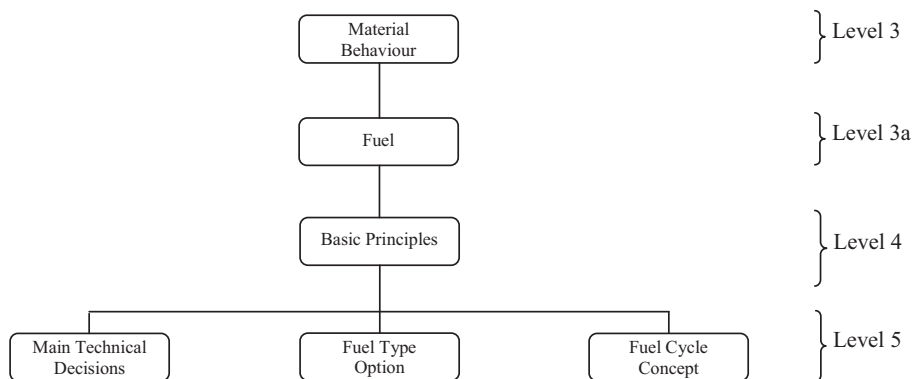 Material
Behaviour
Level 3
Fuel
Level 3a
Basic Principles
Level 4
Main Technical
Decisions
Fuel Type
Option
Fuel Cycle
Concept
Level 5